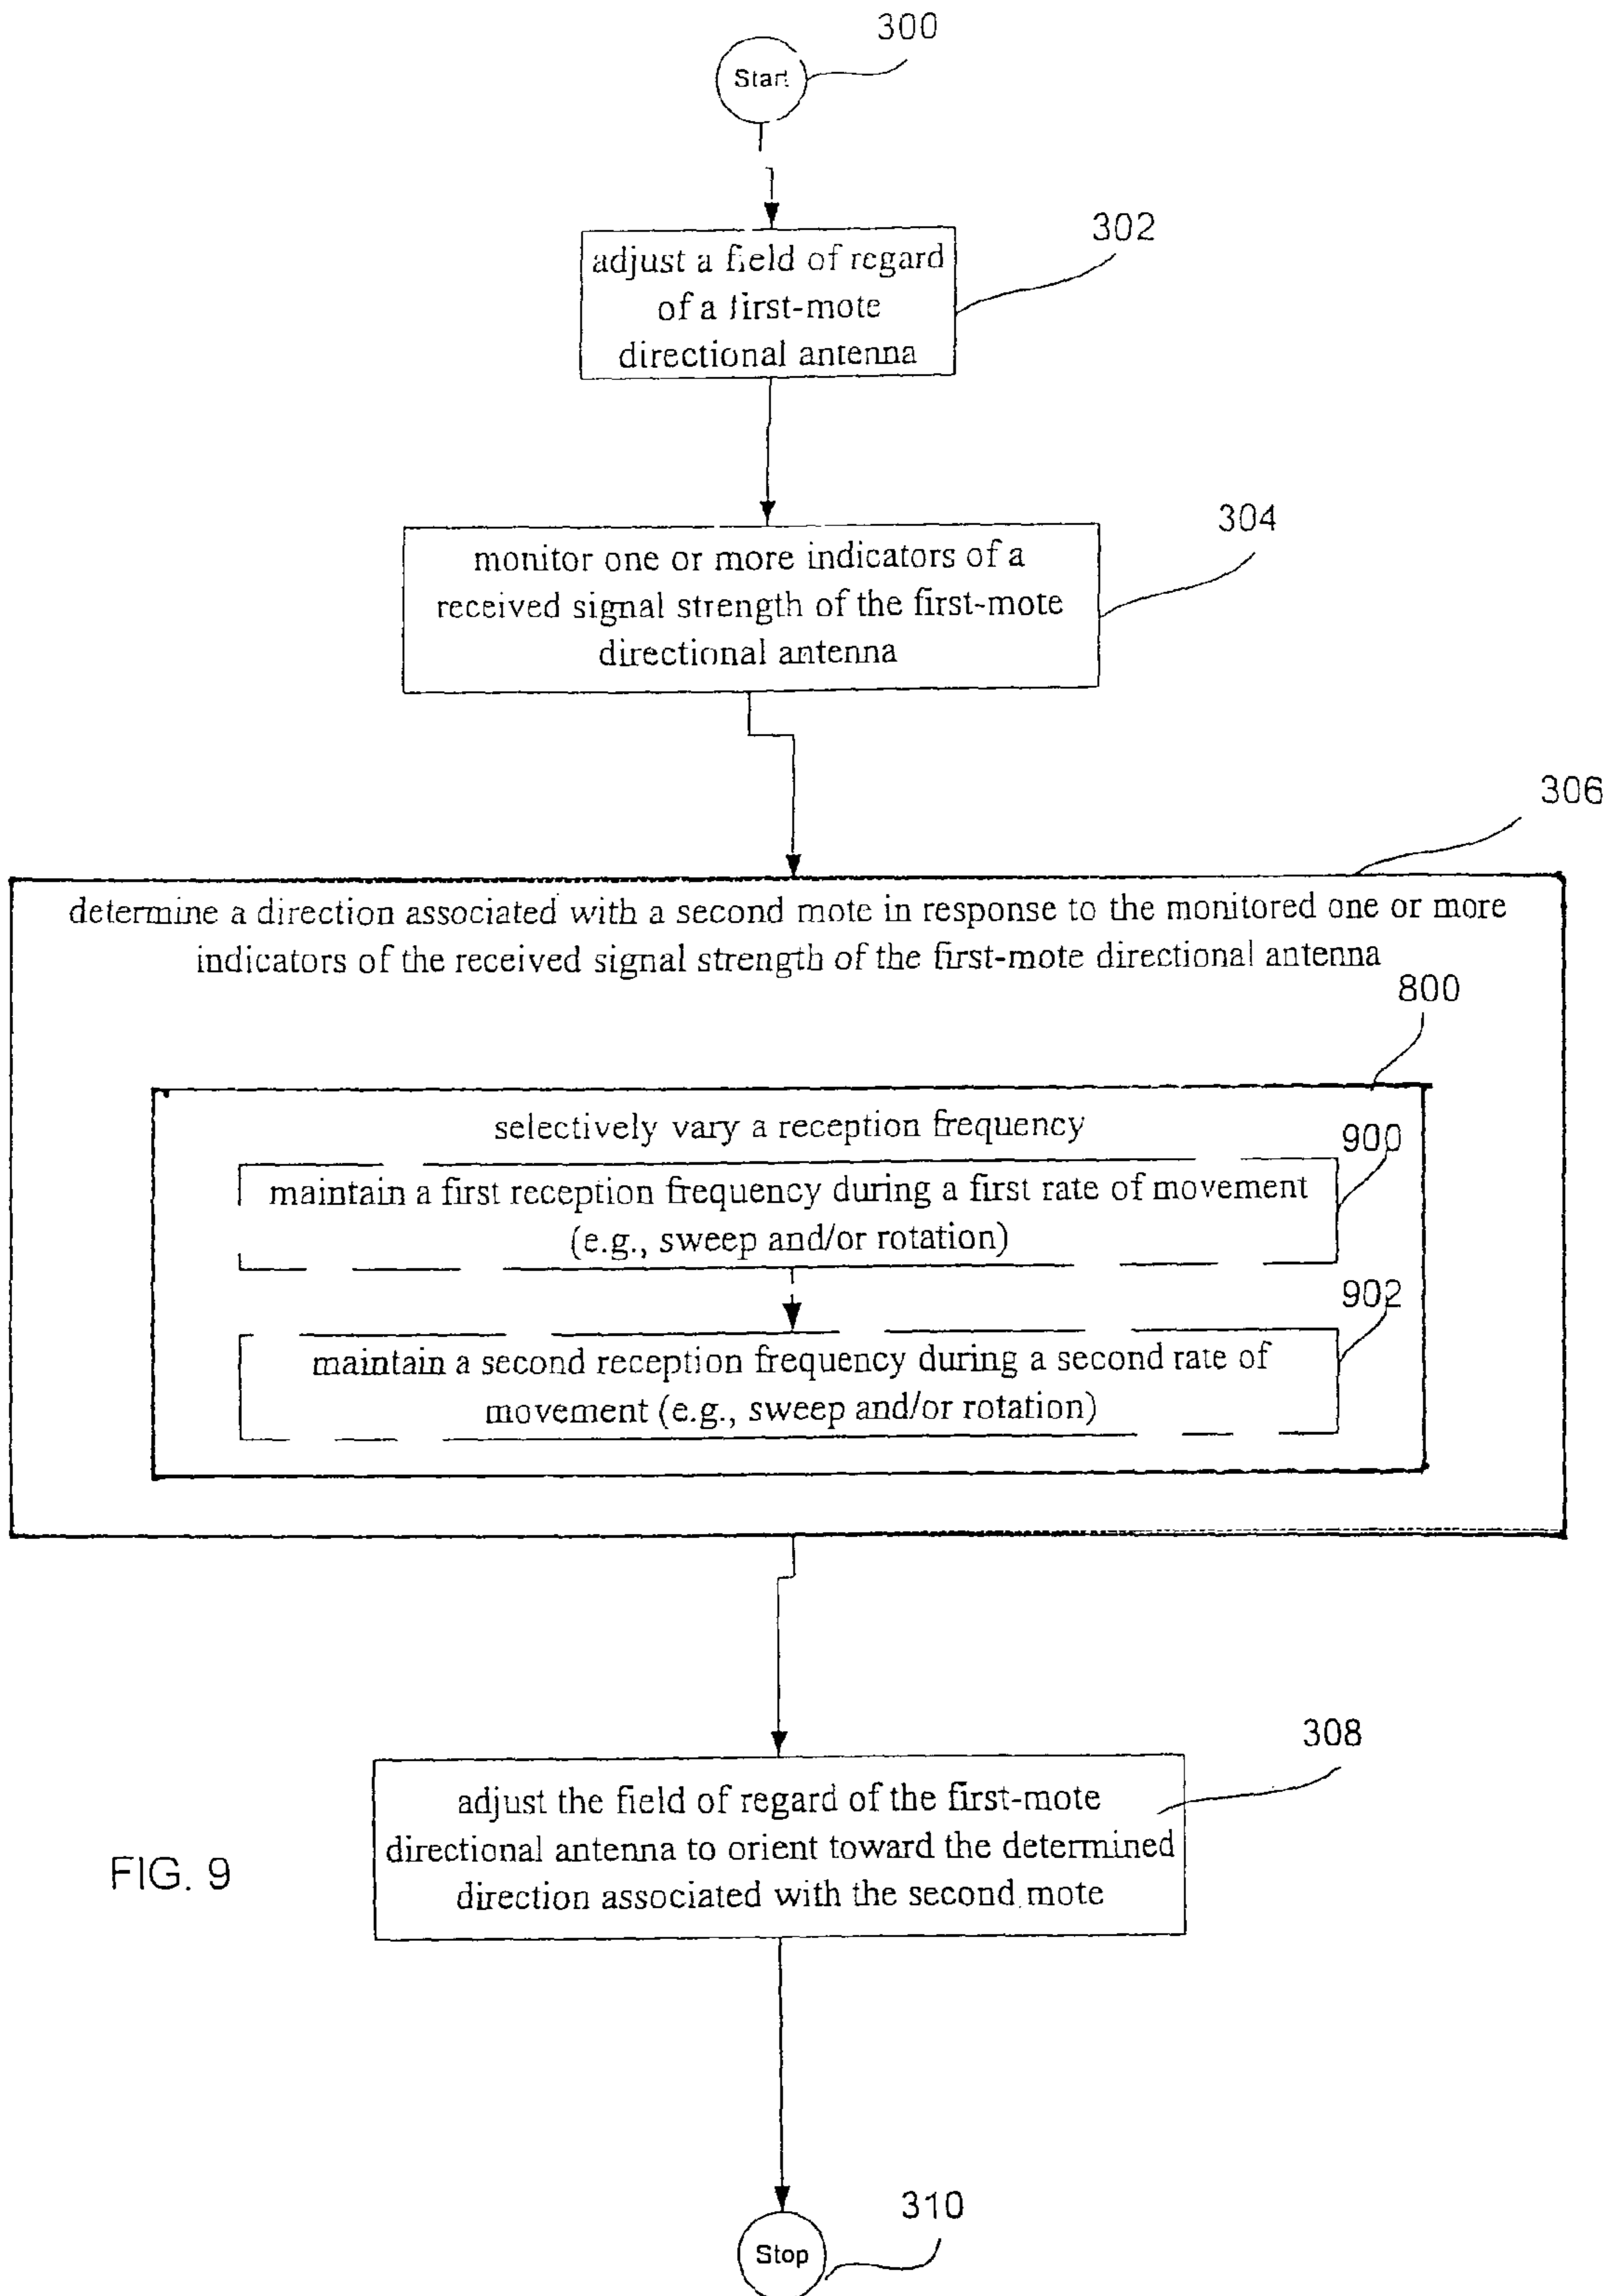 300
Start
302
adjust a field of regard
of a first-mote
directional antenna
304
monitor one or more indicators of a
received signal strength of the first-mote
directional antenna
306
determine a direction associated with a second mote in response to the monitored one or more
indicators of the received signal strength of the first-mote directional antenna
800
selectively vary a reception frequency
900
maintain a first reception frequency during a first rate of movement
(e.g., sweep and/or rotation)
902
maintain a second reception frequency during a second rate of
movement (e.g., sweep and/or rotation)
308
adjust the field of regard of the first-mote
directional antenna to orient toward the determined
direction associated with the second mote
FIG. 9
310
Stop